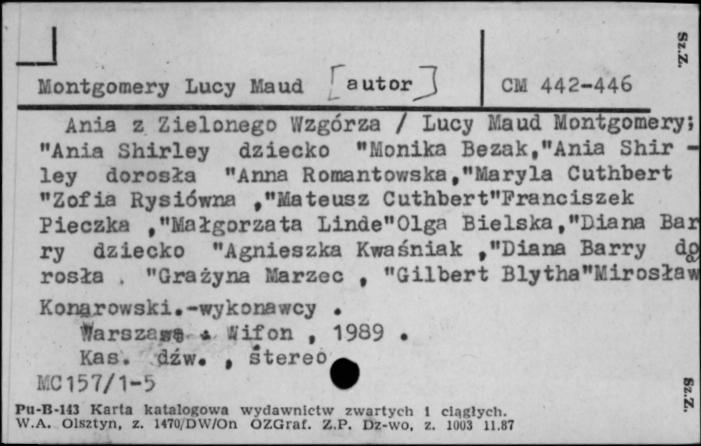 Sz.Z.
Montgomery Lucy Maud [autor]
CM 442-446
Ania z Zielonego Wzgórza / Lucy Maud Montgomery;
"Ania Shirley dziecko "Monika Bezak,"Ania Shir -
ley dorosła "Anna Romantowska,"Maryla Cuthbert
"Zofia Rysiówna ,"Mateusz Cuthbert"Franciszek
Pieczka ,"Małgorzata Linde"Olga Bielska,"Diana Bar
ry dziecko "Agnieszka Kwaśniak ,"Diana Barry do
rosła . "Grażyna Marzec , "Gilbert Blytha"Mirosław
Konarowski.-wykonawcy .
Warszawa : Wifon , 1989 .
Kas. dźw. , stereo
MC157/1-5
Sz.Z.
Pu-B-143 Karta katalogowa wydawnictw zwartych i ciągłych.
W.A. Olsztyn, z. 1470/DW/On OZGraf. Z.P. Dz-wo, z. 1003 11.87